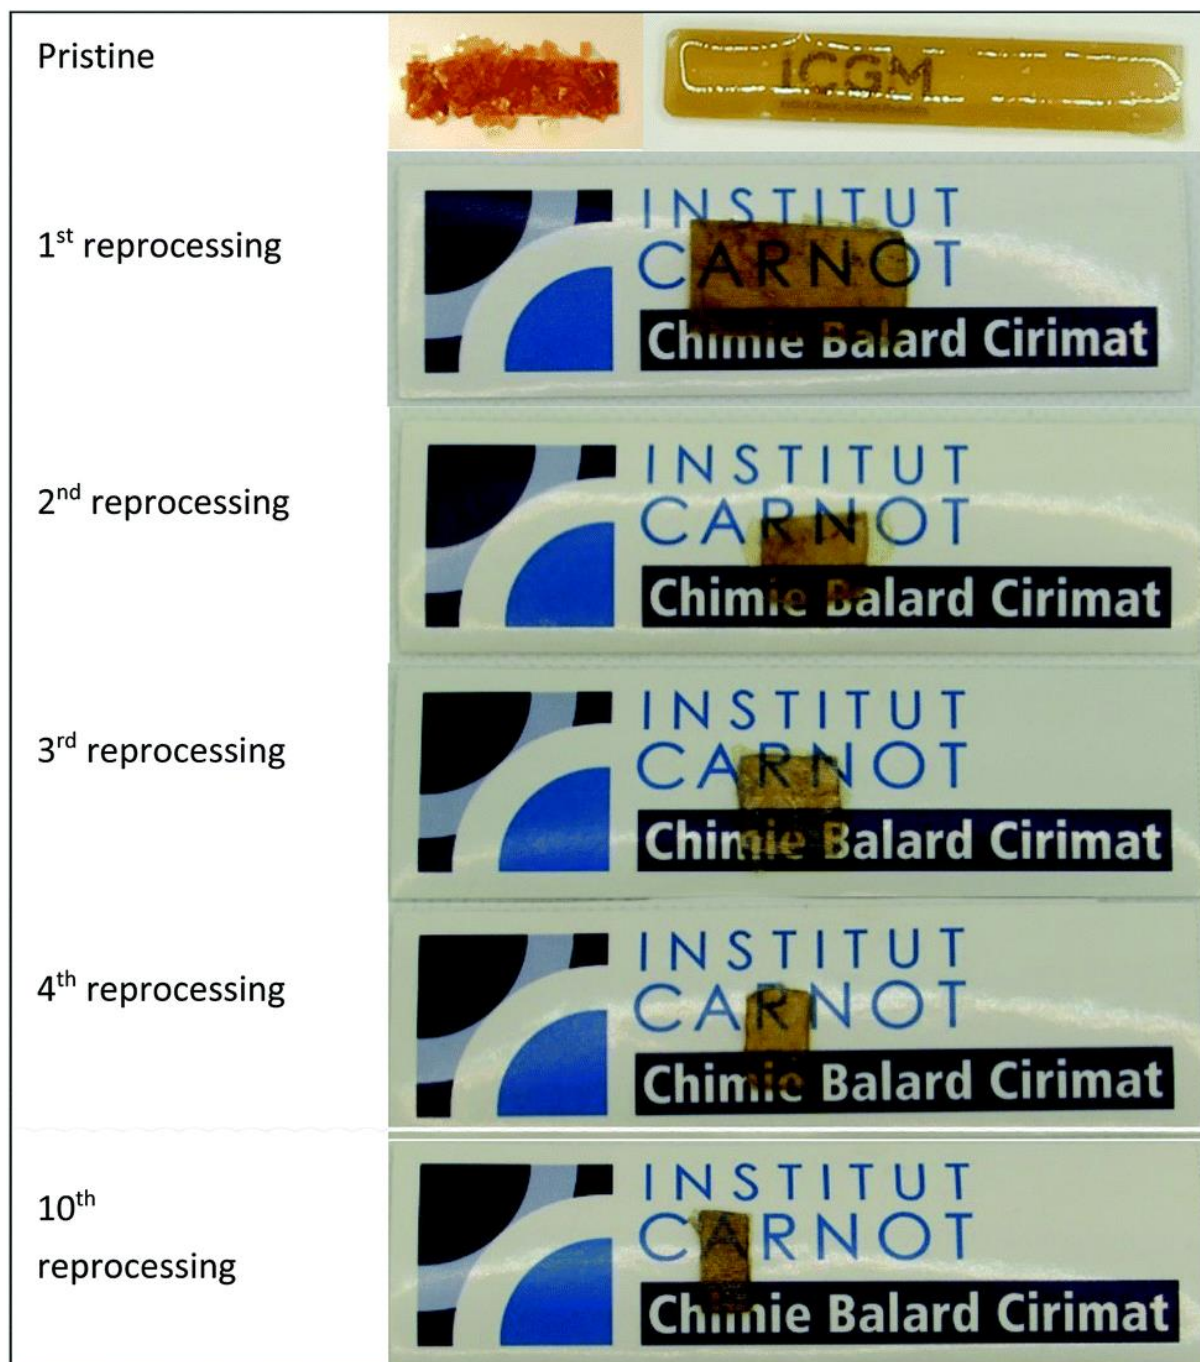 Pristine
ICGM
1st reprocessing
INSTITUT
CARNOT
Chimie Balard Cirimat
2nd reprocessing
INSTITUT
CARNOT
Chimie Balard Cirimat
3rd reprocessing
INSTITUT
CARNOT
Chimie Balard Cirimat
4th reprocessing
INSTITUT
CARNOT
Chimie Balard Cirimat
10th
reprocessing
INSTITUT
CARNOT
Chimie Balard Cirimat